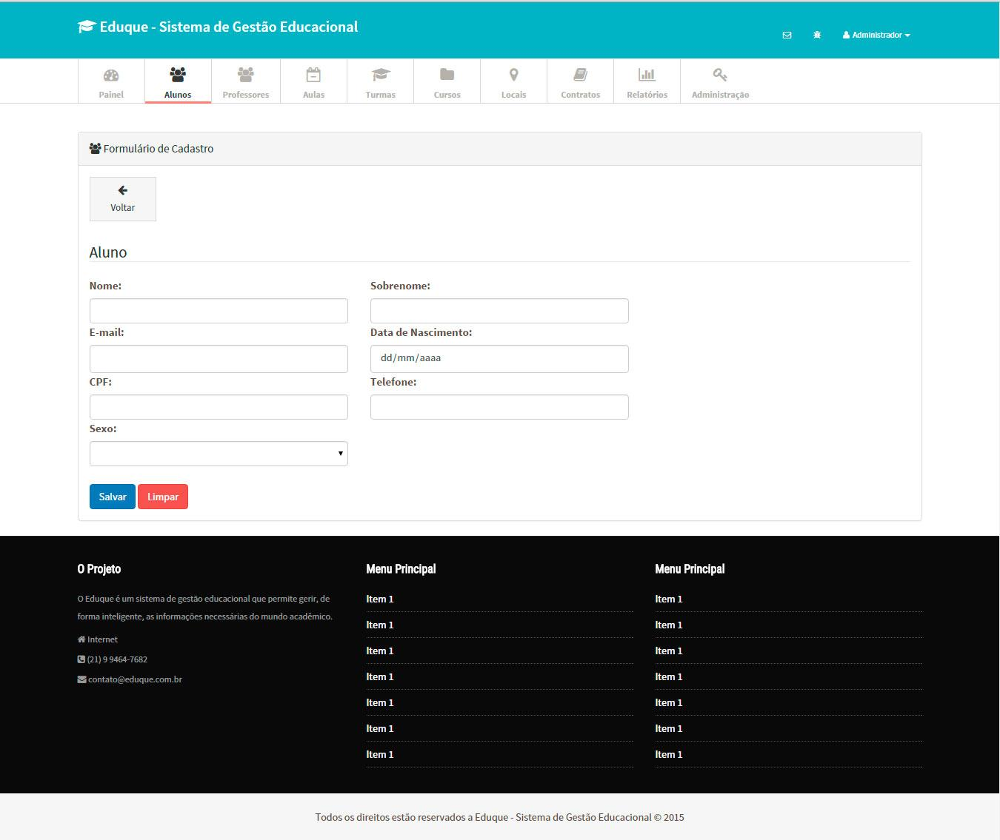 Eduque - Sistema de Gestão Educacional
Administrador
Painel
Alunos
Professores
Aulas
Turmas
Cursos
Locais
Contratos
Relatórios
Administração
Formulário de Cadastro
Voltar
Aluno
Nome:
Sobrenome:
E-mail:
Data de Nascimento:
dd/mm/aaaa
CPF:
Telefone:
Sexo:
Salvar
Limpar
O Projeto
O Eduque é um sistema de gestão educacional que permite gerir, de
forma inteligente, as informações necessárias do mundo acadêmico.
Internet
(21) 9 9464-7682
contato@eduque.com.br
Menu Principal
Item 1
Item 1
Item 1
Item 1
Item 1
Item 1
Item 1
Menu Principal
Item 1
Item 1
Item 1
Item 1
Item 1
Item 1
Item 1
Todos os direitos estão reservados a Eduque - Sistema de Gestão Educacional © 2015